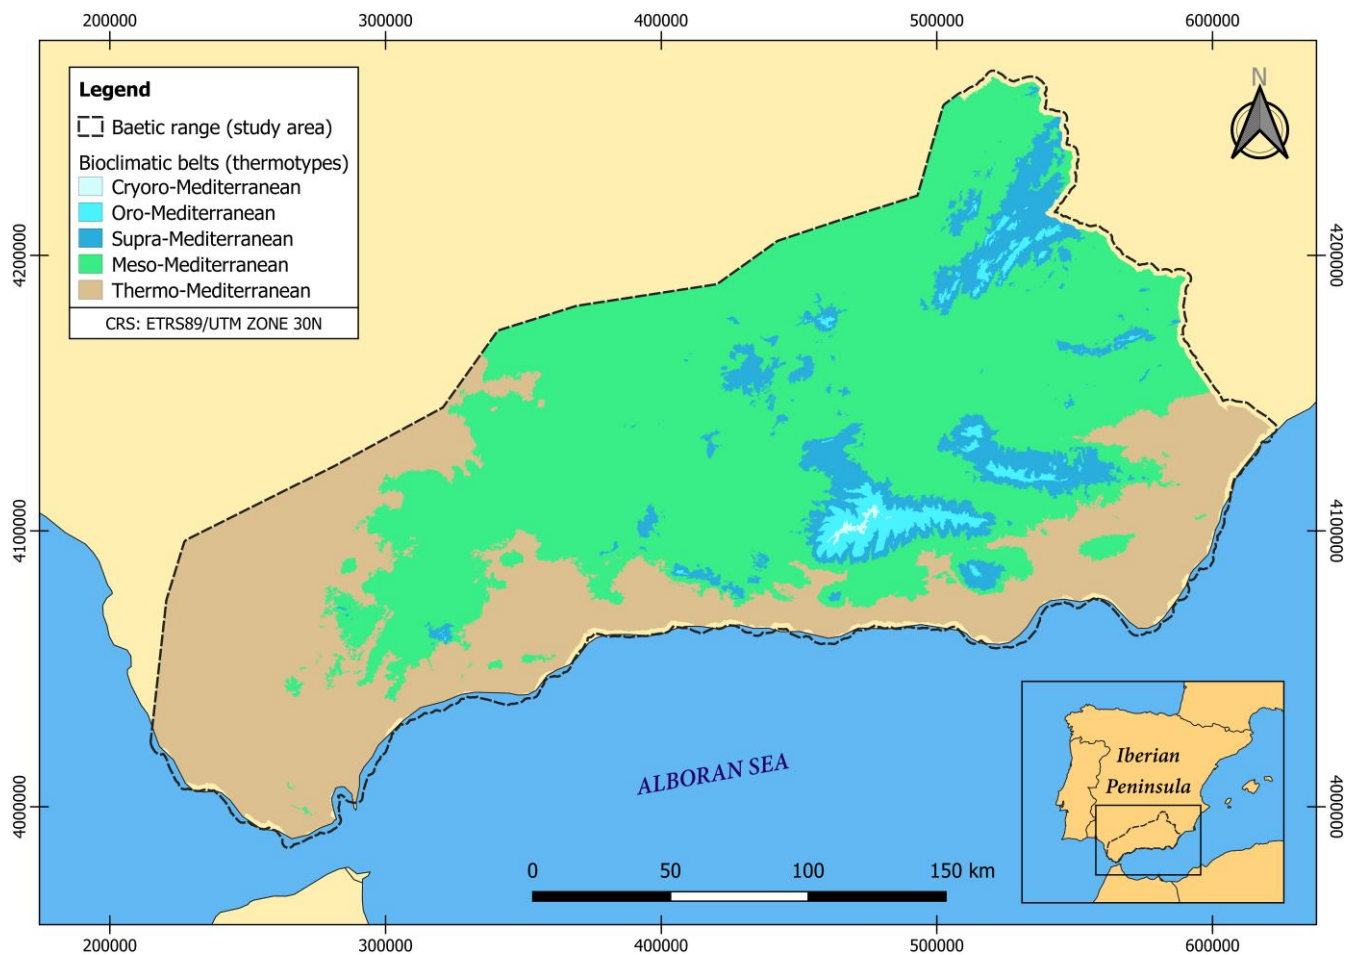 200000
300000
400000
500000
600000
Legend
Baetic range (study area)
Bioclimatic belts (thermotypes)
Cryoro-Mediterranean
Oro-Mediterranean
Supra-Mediterranean
Meso-Mediterranean
Thermo-Mediterranean
CRS: ETRS89/UTM ZONE 30N
N
4200000
4200000
4100000
4100000
4000000
4000000
ALBORAN SEA
Iberian
Peninsula
0
50
100
150 km
200000
300000
400000
500000
600000